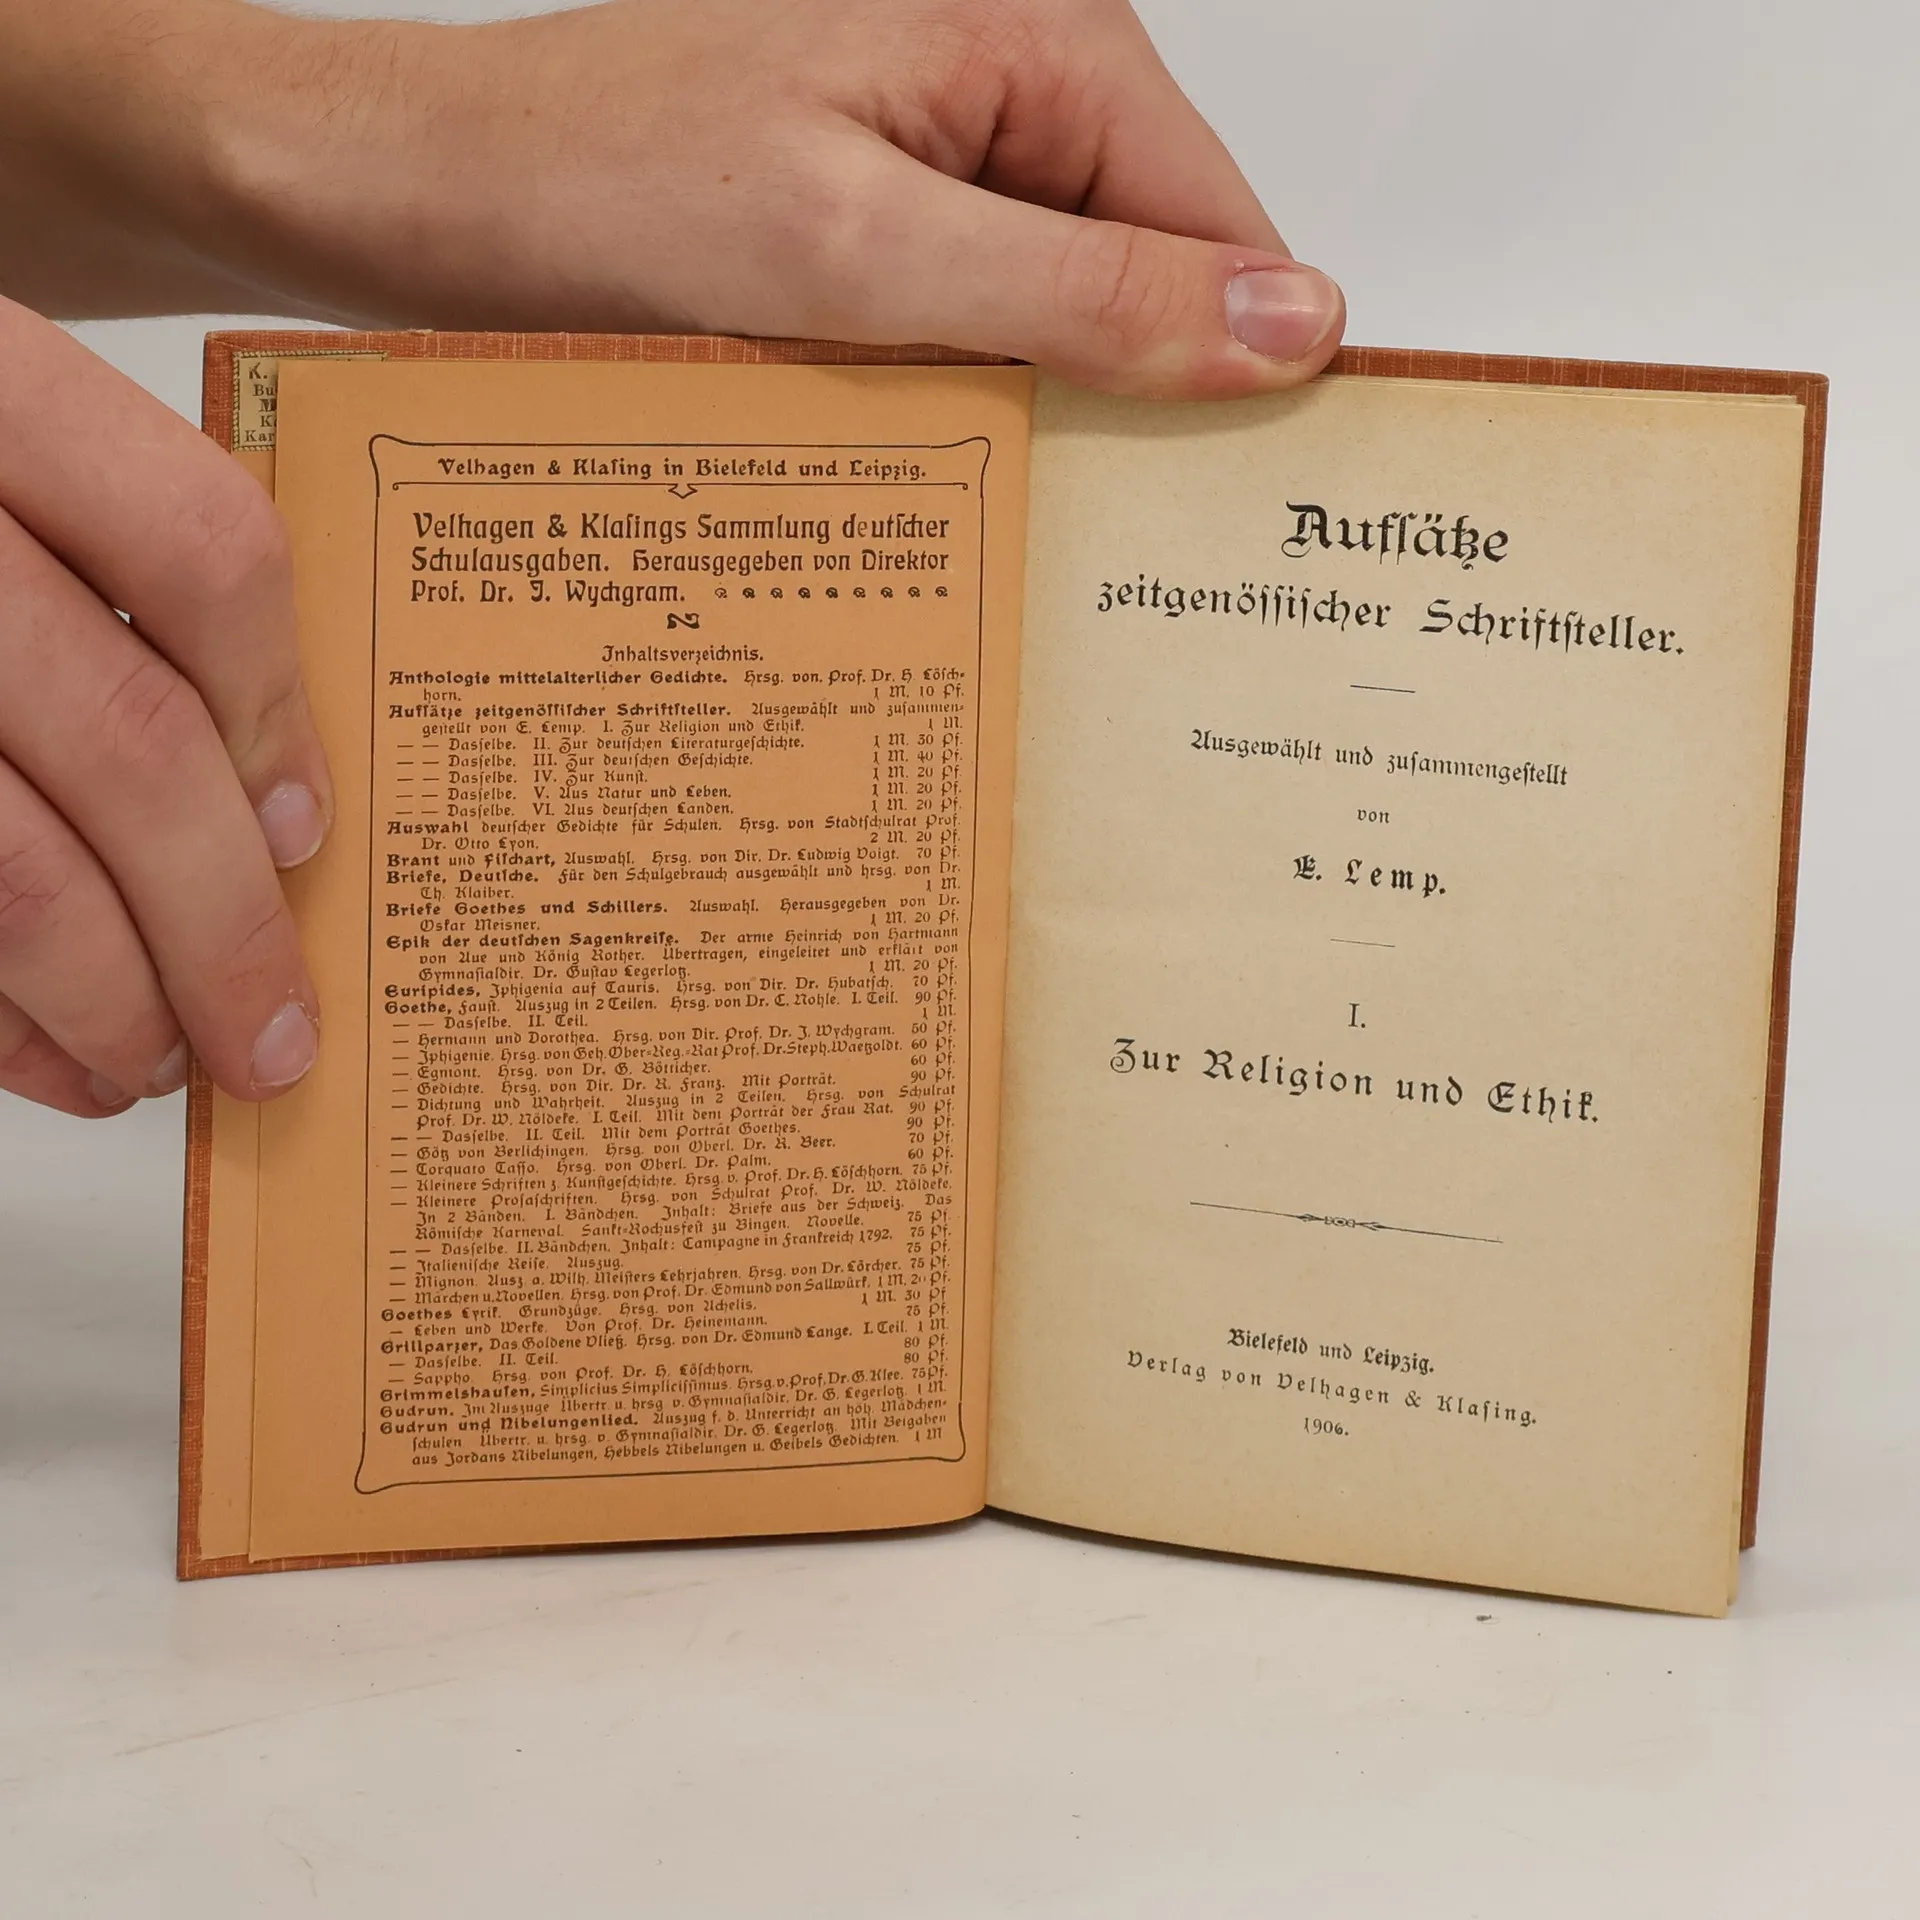 K.
Bu
M
Ka
Kar
Velhagen & Klaſing in Bielefeld und Leipzig.
Velhagen & Klaſings Sammlung deutſcher
Schulausgaben. Herausgegeben von Direktor
Prof. Dr. J. Wychgram.
Inhaltsverzeichnis.
Anthologie mittelalterlicher Gedichte. Hrsg. von. Prof. Dr. H. Löſch-
horn. 1 M. 10 Pf.
Aufſätze zeitgenöſſiſcher Schriftſteller. Ausgewählt und zuſammen-
geſtellt von E. Lemp. I. Zur Religion und Ethik. 1 M.
— — Dasſelbe. II. Zur deutſchen Literaturgeſchichte. 1 M. 30 Pf.
— — Dasſelbe. III. Zur deutſchen Geſchichte. 1 M. 40 Pf.
— — Dasſelbe. IV. Zur Kunſt. 1 M. 20 Pf.
— — Dasſelbe. V. Aus Natur und Leben. 1 M. 20 Pf.
— — Dasſelbe. VI. Aus deutſchen Landen. 1 M. 20 Pf.
Auswahl deutſcher Gedichte für Schulen. Hrsg. von Stadtſchulrat Prof.
Dr. Otto Lyon. 2 M. 20 Pf.
Brant und Fiſchart, Auswahl. Hrsg. von Dir. Dr. Ludwig Voigt. 70 Pf.
Briefe, Deutſche. Für den Schulgebrauch ausgewählt und hrsg. von Dr.
Th. Klaiber. 1 M.
Briefe Goethes und Schillers. Auswahl. Herausgegeben von Dr.
Oskar Meisner. 1 M. 20 Pf.
Epik der deutſchen Sagenkreiſe. Der arme Heinrich von Hartmann
von Aue und König Rother. Übertragen, eingeleitet und erklärt von
Gymnaſialdir. Dr. Guſtav Legerlotz. 1 M. 20 Pf.
Euripides, Iphigenia auf Tauris. Hrsg. von Dir. Dr. Hubatſch. 70 Pf.
Goethe, Fauſt. Auszug in 2 Teilen. Hrsg. von Dr. C. Nohle. I. Teil. 90 Pf.
— — Dasſelbe. II. Teil. 1 M.
— Hermann und Dorothea. Hrsg. von Dir. Prof. Dr. J. Wychgram. 60 Pf.
— Iphigenie. Hrsg. von Geh. Ober-Reg.-Rat Prof. Dr. Steph. Waetzoldt. 60 Pf.
— Egmont. Hrsg. von Dr. G. Bötticher. 60 Pf.
— Gedichte. Hrsg. von Dir. Dr. R. Franz. Mit Porträt. 90 Pf.
— Dichtung und Wahrheit. Auszug in 2 Teilen. Hrsg. von Schulrat
Prof. Dr. W. Nöldeke. I. Teil. Mit dem Porträt der Frau Rat. 90 Pf.
— — Dasſelbe. II. Teil. Mit dem Porträt Goethes. 90 Pf.
— Götz von Berlichingen. Hrsg. von Oberl. Dr. R. Beer. 70 Pf.
— Torquato Taſſo. Hrsg. von Oberl. Dr. Palm. 60 Pf.
— Kleinere Schriften z. Kunſtgeſchichte. Hrsg. v. Prof. Dr. H. Löſchhorn. 75 Pf.
— Kleinere Proſaſchriften. Hrsg. von Schulrat Prof. Dr. W. Nöldeke.
In 2 Bänden. I. Bändchen. Inhalt: Briefe aus der Schweiz. Das
Römiſche Karneval. Sankt-Rochusfeſt zu Bingen. Novelle. 75 Pf.
— — Dasſelbe. II. Bändchen. Inhalt: Campagne in Frankreich 1792. 75 Pf.
— Italieniſche Reiſe. Auszug. 75 Pf.
— Mignon. Ausz. a. Wilh. Meiſters Lehrjahren. Hrsg. von Dr. Lörcher. 75 Pf.
— Märchen u. Novellen. Hrsg. von Prof. Dr. Edmund von Sallwürk. 1 M. 20 Pf.
Goethes Lyrik. Grundzüge. Hrsg. von Achelis. 1 M. 30 Pf
— Leben und Werke. Von Prof. Dr. Heinemann. 75 Pf.
Grillparzer, Das Goldene Vließ. Hrsg. von Dr. Edmund Lange. I. Teil. 1 M.
— Dasſelbe. II. Teil. 80 Pf.
— Sappho. Hrsg. von Prof. Dr. H. Löſchhorn. 80 Pf.
Grimmelshauſen, Simplicius Simpliciſſimus. Hrsg. v. Prof. Dr. G. Klee. 75 Pf.
Gudrun. Im Auszuge Übertr. u. hrsg v. Gymnaſialdir. Dr. G. Legerlotz. 1 M.
Gudrun und Nibelungenlied. Auszug f. d. Unterricht an höh. Mädchen-
ſchulen Übertr. u. hrsg. v. Gymnaſialdir. Dr. G. Legerlotz. Mit Beigaben
aus Jordans Nibelungen, Hebbels Nibelungen u. Geibels Gedichten. 1 M
Aufſätze
zeitgenöſſiſcher Schriftſteller.
Ausgewählt und zuſammengeſtellt
von
E. Lemp.
I.
Zur Religion und Ethik.
Bielefeld und Leipzig.
Verlag von Velhagen & Klaſing.
1906.